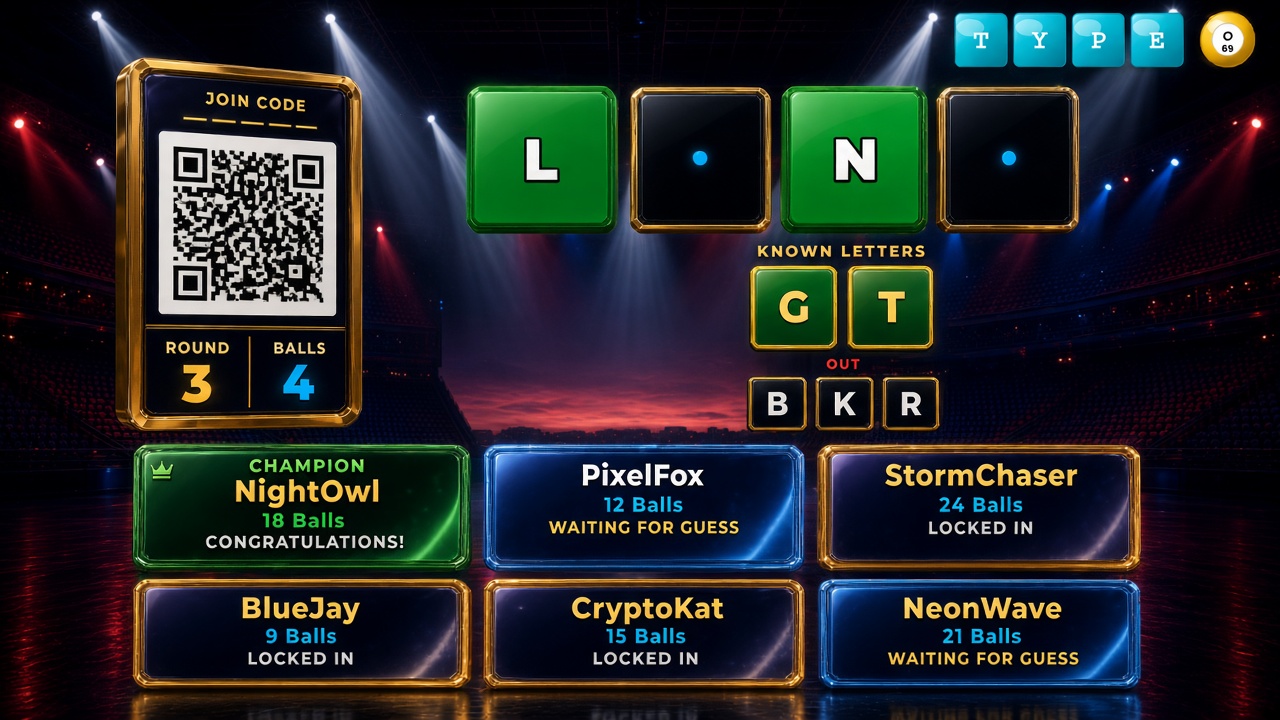 T Y P E
O
69
JOIN CODE
L N
KNOWN LETTERS
G T
OUT
B K R
ROUND
3
BALLS
4
CHAMPION
NightOwl
18 Balls
CONGRATULATIONS!
PixelFox
12 Balls
WAITING FOR GUESS
StormChaser
24 Balls
LOCKED IN
BlueJay
9 Balls
LOCKED IN
CryptoKat
15 Balls
LOCKED IN
NeonWave
21 Balls
WAITING FOR GUESS